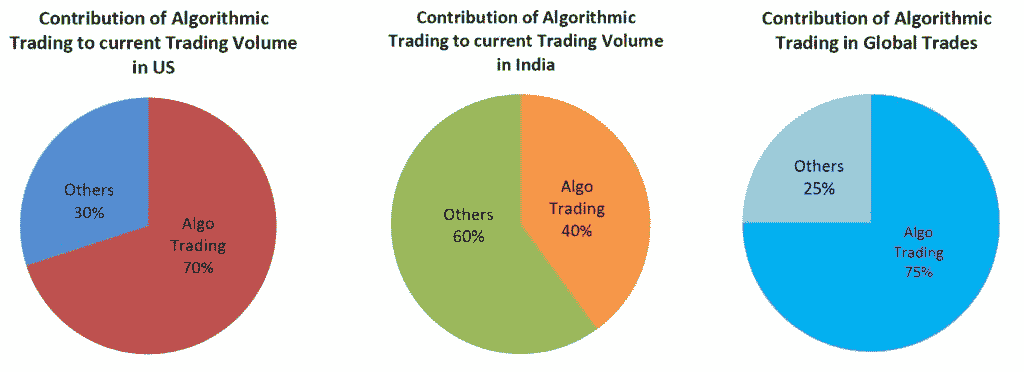 Contribution of Algorithmic
Trading to current Trading Volume
in US
Others
30%
Algo
Trading
70%
Contribution of Algorithmic
Trading to current Trading Volume
in India
Others
60%
Algo
Trading
40%
Contribution of Algorithmic
Trading in Global Trades
Others
25%
Algo
Trading
75%